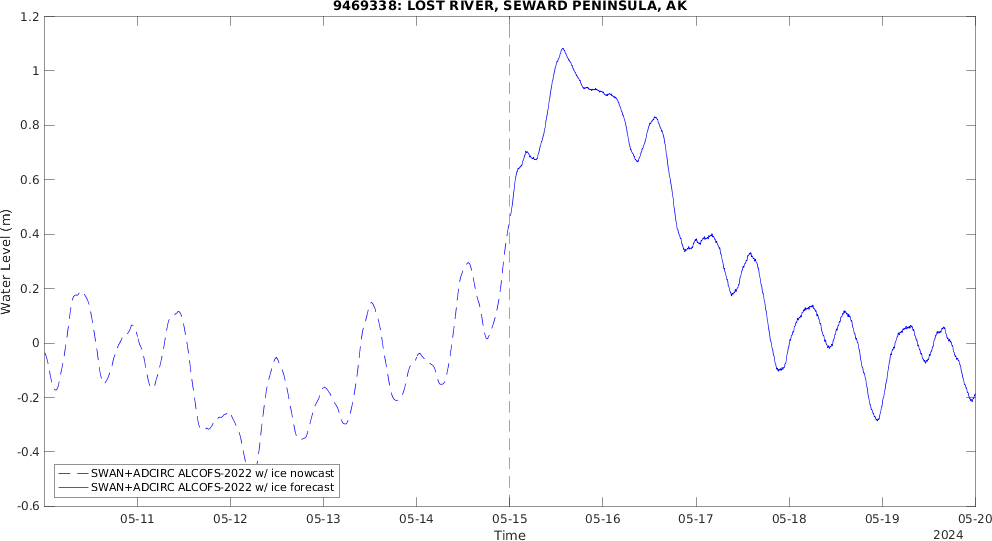 9469338: LOST RIVER, SEWARD PENINSULA, AK
1.2
1
0.8
0.6
0.4
0.2
0
-0.2
-0.4
-0.6
Water Level (m)
SWAN+ADCIRC ALCOFS-2022 w/ ice nowcast
SWAN+ADCIRC ALCOFS-2022 w/ ice forecast
05-11 05-12 05-13 05-14 05-15 05-16 05-17 05-18 05-19 05-20
Time
2024